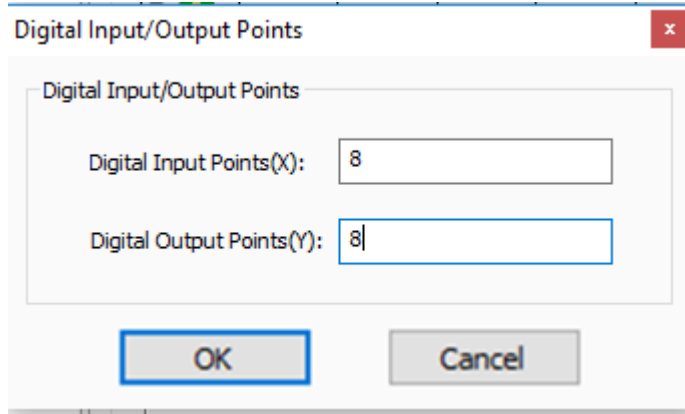 Digital Input/Output Points
x
Digital Input/Output Points
Digital Input Points(X): 8
Digital Output Points(Y): 8
OK Cancel